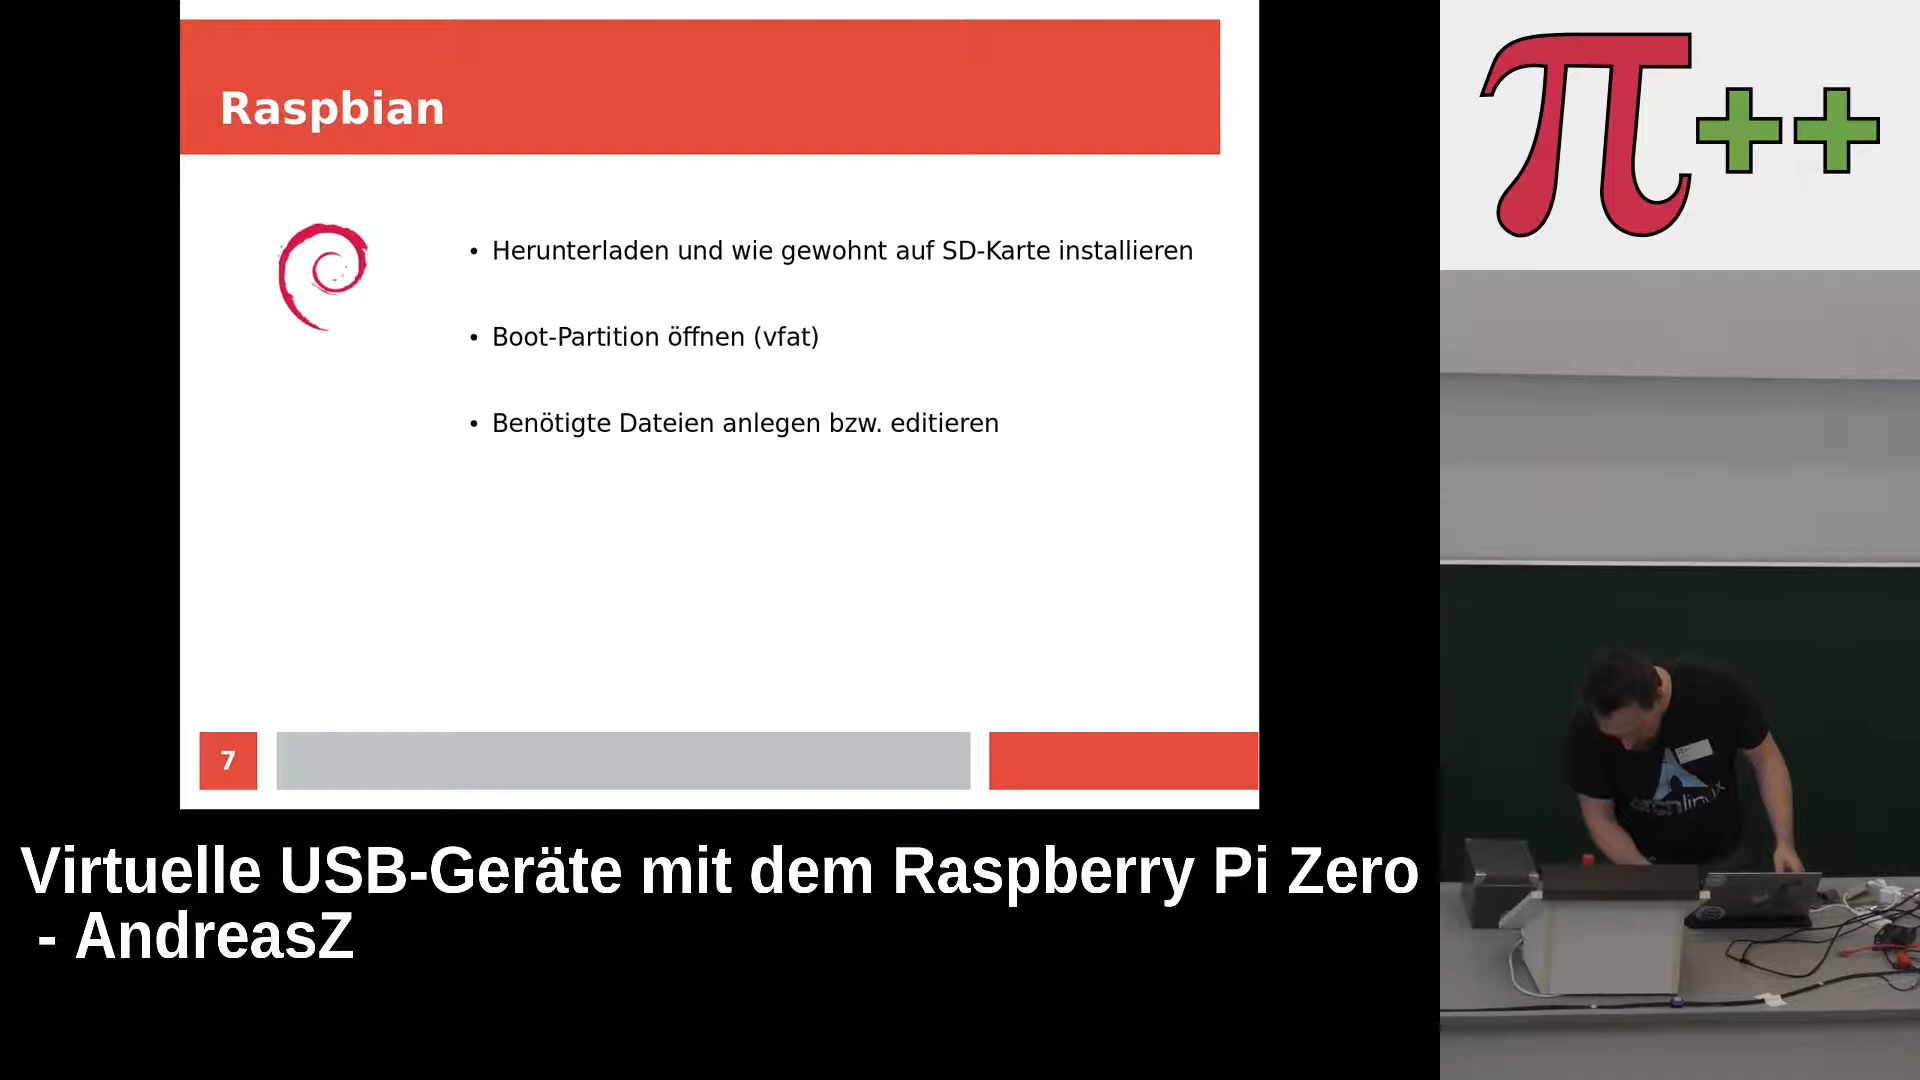 Raspbian
• Herunterladen und wie gewohnt auf SD-Karte installieren
• Boot-Partition öffnen (vfat)
• Benötigte Dateien anlegen bzw. editieren
7
Virtuelle USB-Geräte mit dem Raspberry Pi Zero
- AndreasZ
π++
archlinux